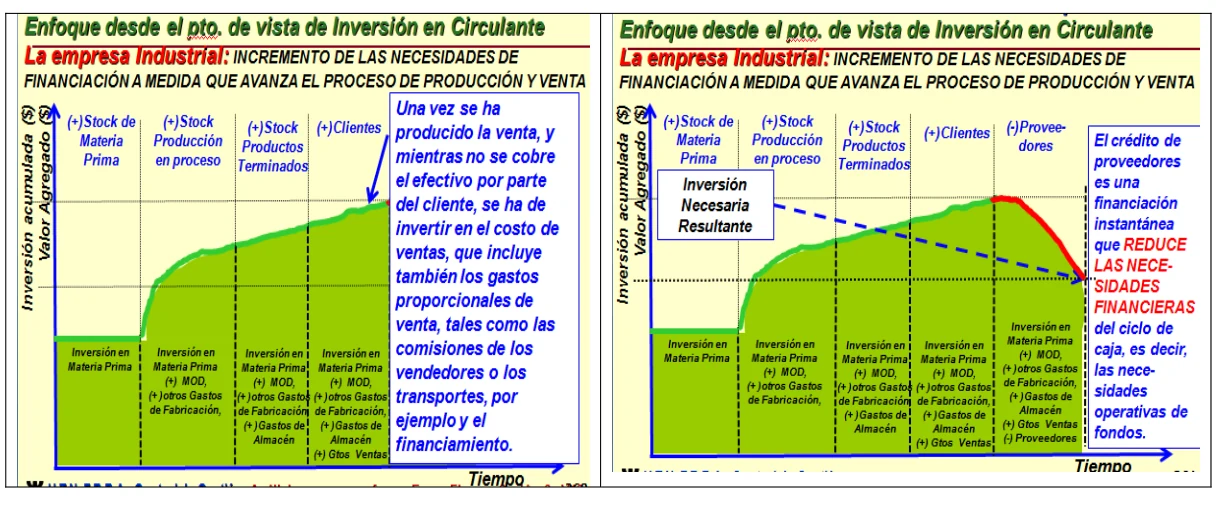 Enfoque desde el pto. de vista de Inversión en Circulante
La empresa Industrial: INCREMENTO DE LAS NECESIDADES DE
FINANCIACIÓN A MEDIDA QUE AVANZA EL PROCESO DE PRODUCCIÓN Y VENTA
Inversión acumulada ($)
Valor Agregado ($)
(+)Stock de
Materia
Prima
(+)Stock
Producción
en proceso
(+)Stock
Productos
Terminados
(+)Clientes
Una vez se ha
producido la venta, y
mientras no se cobre
el efectivo por parte
del cliente, se ha de
invertir en el costo de
ventas, que incluye
también los gastos
proporcionales de
venta, tales como las
comisiones de los
vendedores o los
transportes, por
ejemplo y el
financiamiento.
Inversión en
Materia Prima
Inversión en
Materia Prima
(+) MOD,
(+)otros Gastos
de Fabricación,
Inversión en
Materia Prima
(+) MOD,
(+)otros Gastos
de Fabricación,
(+)Gastos de
Almacén
Inversión en
Materia Prima
(+) MOD,
(+)otros Gastos
de Fabricación,
(+)Gastos de
Almacén
(+) Gtos Ventas
Tiempo
Enfoque desde el pto. de vista de Inversión en Circulante
La empresa Industrial: INCREMENTO DE LAS NECESIDADES DE
FINANCIACIÓN A MEDIDA QUE AVANZA EL PROCESO DE PRODUCCIÓN Y VENTA
Inversión acumulada ($)
Valor Agregado ($)
(+)Stock de
Materia
Prima
(+)Stock
Producción
en proceso
(+)Stock
Productos
Terminados
(+)Clientes
(-)Provee-
dores
Inversión
Necesaria
Resultante
El crédito de
proveedores
es una
financiación
instantánea
que REDUCE
LAS NECE-
SIDADES
FINANCIERAS
del ciclo de
caja, es decir,
las nece-
sidades
operativas de
fondos.
Inversión en
Materia Prima
Inversión en
Materia Prima
(+) MOD,
(+)otros Gastos
de Fabricación,
Inversión en
Materia Prima
(+) MOD,
(+)otros Gastos
de Fabricación,
(+)Gastos de
Almacén
Inversión en
Materia Prima
(+) MOD,
(+)otros Gastos
de Fabricación,
(+)Gastos de
Almacén
(+) Gtos Ventas
Inversión en
Materia Prima
(+) MOD,
(+)otros Gastos
de Fabricación,
(+)Gastos de
Almacén
(+) Gtos Ventas
(-) Proveedores
Tiempo